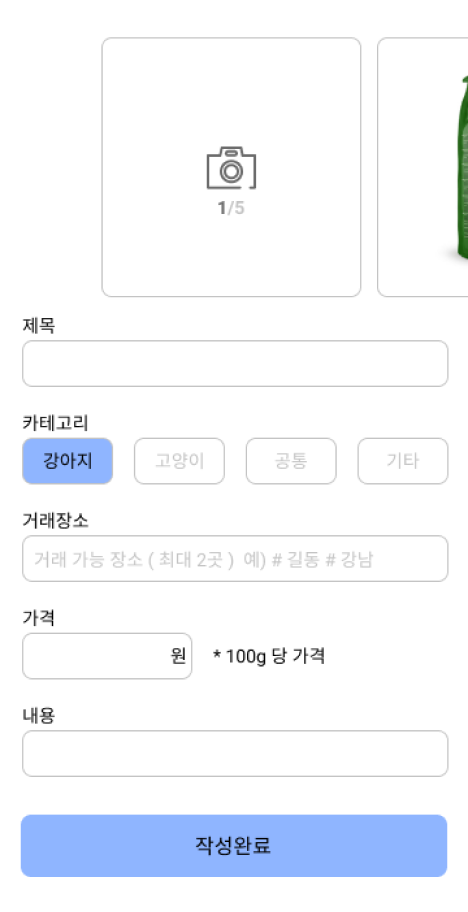 1/5
제목
카테고리
강아지 고양이 공통 기타
거래장소
거래 가능 장소 ( 최대 2곳 ) 예) # 길동 # 강남
가격
원 * 100g 당 가격
내용
작성완료